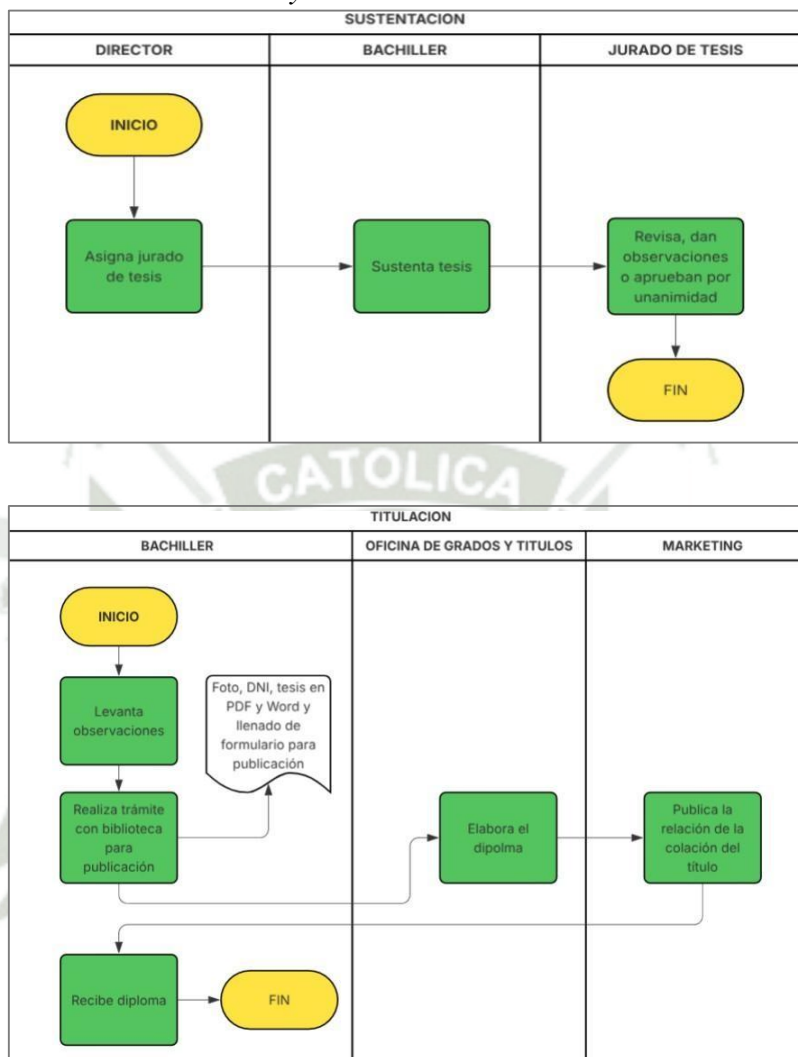 SUSTENTACION
DIRECTOR
BACHILLER
JURADO DE TESIS
INICIO
Asigna jurado
de tesis
Sustenta tesis
Revisa, dan
observaciones
o aprueban por
unanimidad
FIN
CATOLICA
TITULACION
BACHILLER
OFICINA DE GRADOS Y TITULOS
MARKETING
INICIO
Levanta
observaciones
Foto, DNI, tesis en
PDF y Word y
llenado de
formulario para
publicación
Realiza trámite
con biblioteca
para
publicación
Elabora el
dipolma
Publica la
relación de la
colación del
título
Recibe diploma
FIN